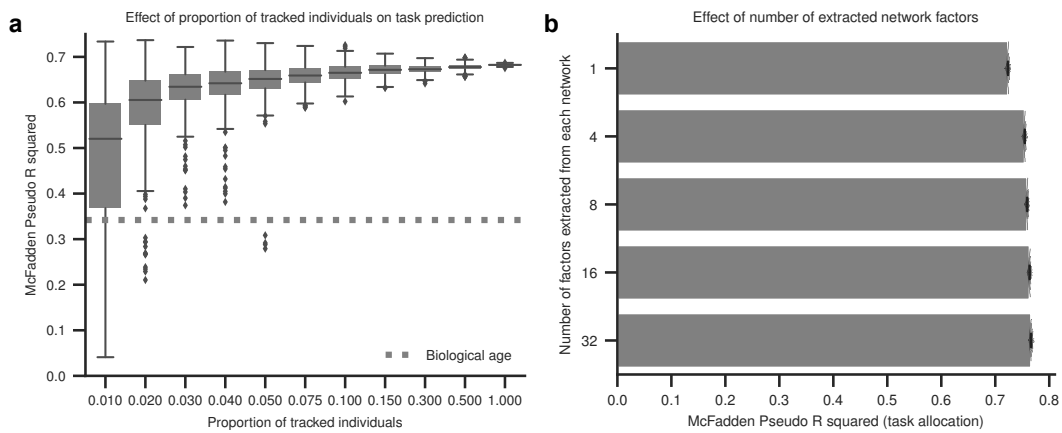 a
Effect of proportion of tracked individuals on task prediction
McFadden Pseudo R squared
0.7
0.6
0.5
0.4
0.3
0.2
0.1
0.0
Biological age
0.010 0.020 0.030 0.040 0.050 0.075 0.100 0.150 0.300 0.500 1.000
Proportion of tracked individuals
b
Effect of number of extracted network factors
Number of factors extracted from each network
1
4
8
16
32
0.0 0.1 0.2 0.3 0.4 0.5 0.6 0.7 0.8
McFadden Pseudo R squared (task allocation)